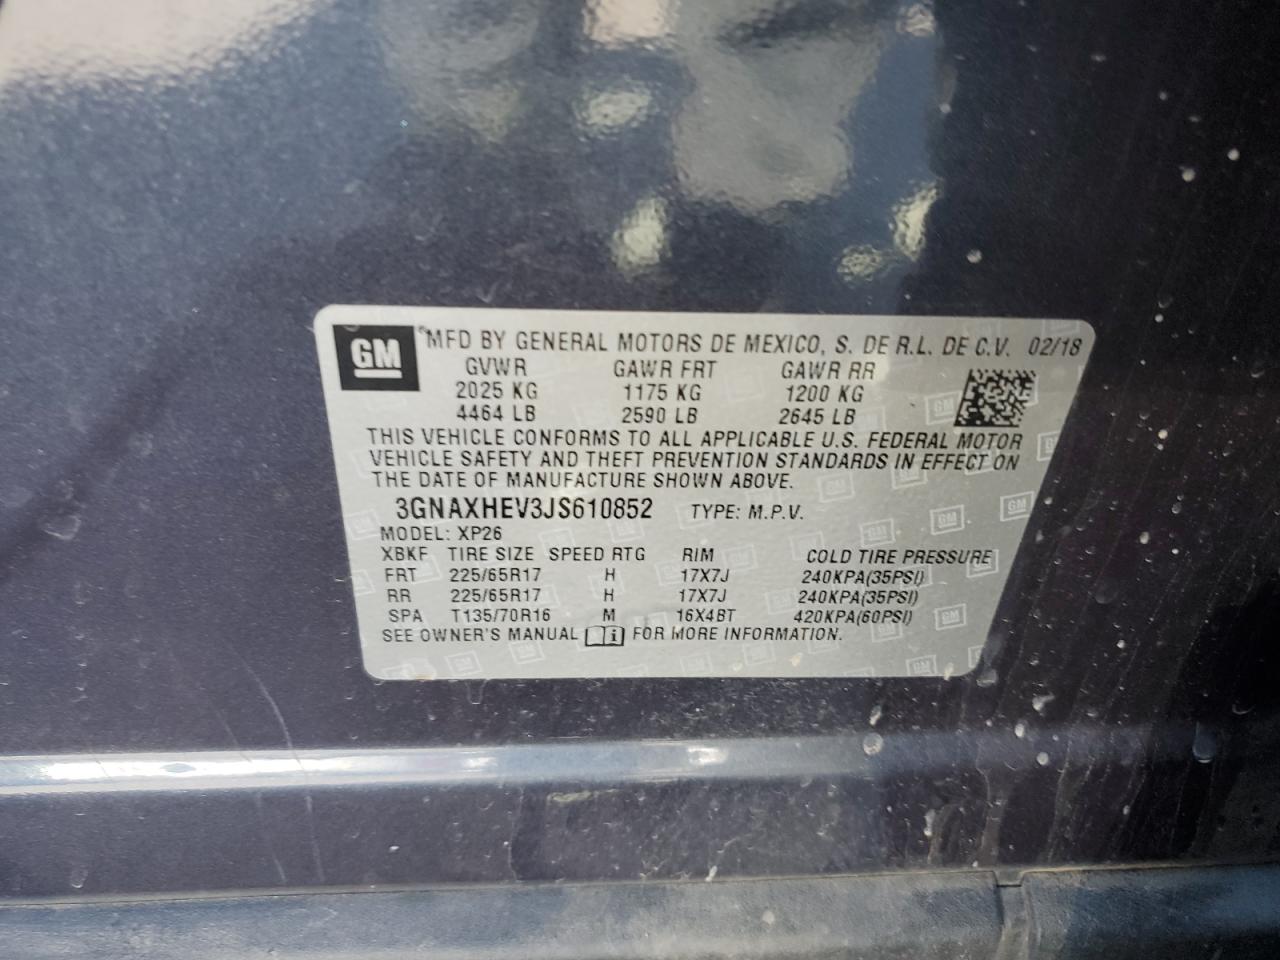 GM ®MFD BY GENERAL MOTORS DE MEXICO, S. DE R.L. DE C.V. 02/18
GVWR GAWR FRT GAWR RR
2025 KG 1175 KG 1200 KG
4464 LB 2590 LB 2645 LB
THIS VEHICLE CONFORMS TO ALL APPLICABLE U.S. FEDERAL MOTOR
VEHICLE SAFETY AND THEFT PREVENTION STANDARDS IN EFFECT ON
THE DATE OF MANUFACTURE SHOWN ABOVE.
3GNAXHEV3JS610852 TYPE: M.P.V.
MODEL: XP26
XBKF TIRE SIZE SPEED RTG RIM COLD TIRE PRESSURE
FRT 225/65R17 H 17X7J 240KPA(35PSI)
RR 225/65R17 H 17X7J 240KPA(35PSI)
SPA T135/70R16 M 16X4BT 420KPA(60PSI)
SEE OWNER'S MANUAL i FOR MORE INFORMATION.